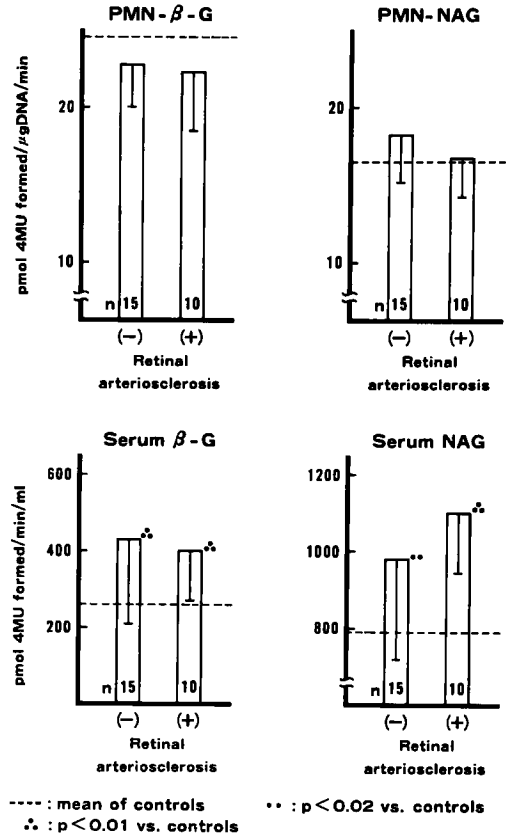 PMN-β-G
pmol 4MU formed/μgDNA/min
20
10
n 15 10
(−) (+)
Retinal
arteriosclerosis
PMN-NAG
20
10
n 15 10
(−) (+)
Retinal
arteriosclerosis
Serum β-G
pmol 4MU formed/min/ml
600
400
200
n 15 10
(−) (+)
Retinal
arteriosclerosis
Serum NAG
1200
1000
800
n 15 10
(−) (+)
Retinal
arteriosclerosis
----: mean of controls
•• : p<0.02 vs. controls
∴ : p<0.01 vs. controls